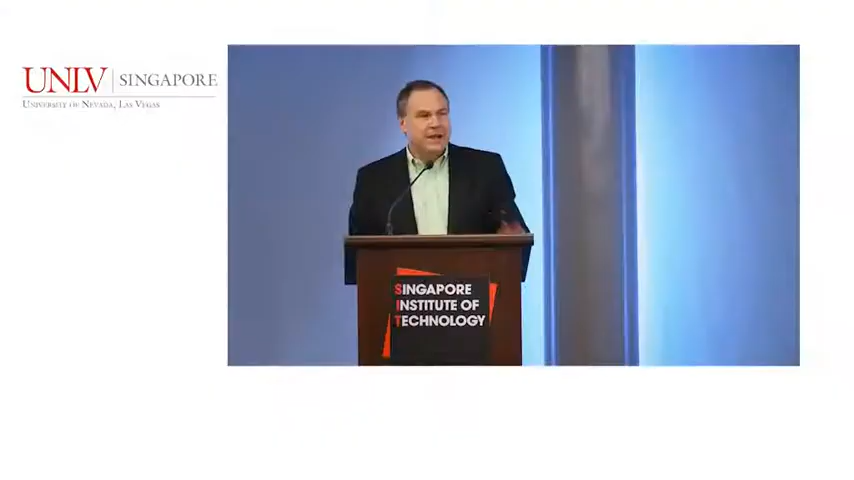 UNLV SINGAPORE
UNIVERSITY OF NEVADA, LAS VEGAS
SINGAPORE
INSTITUTE OF
TECHNOLOGY